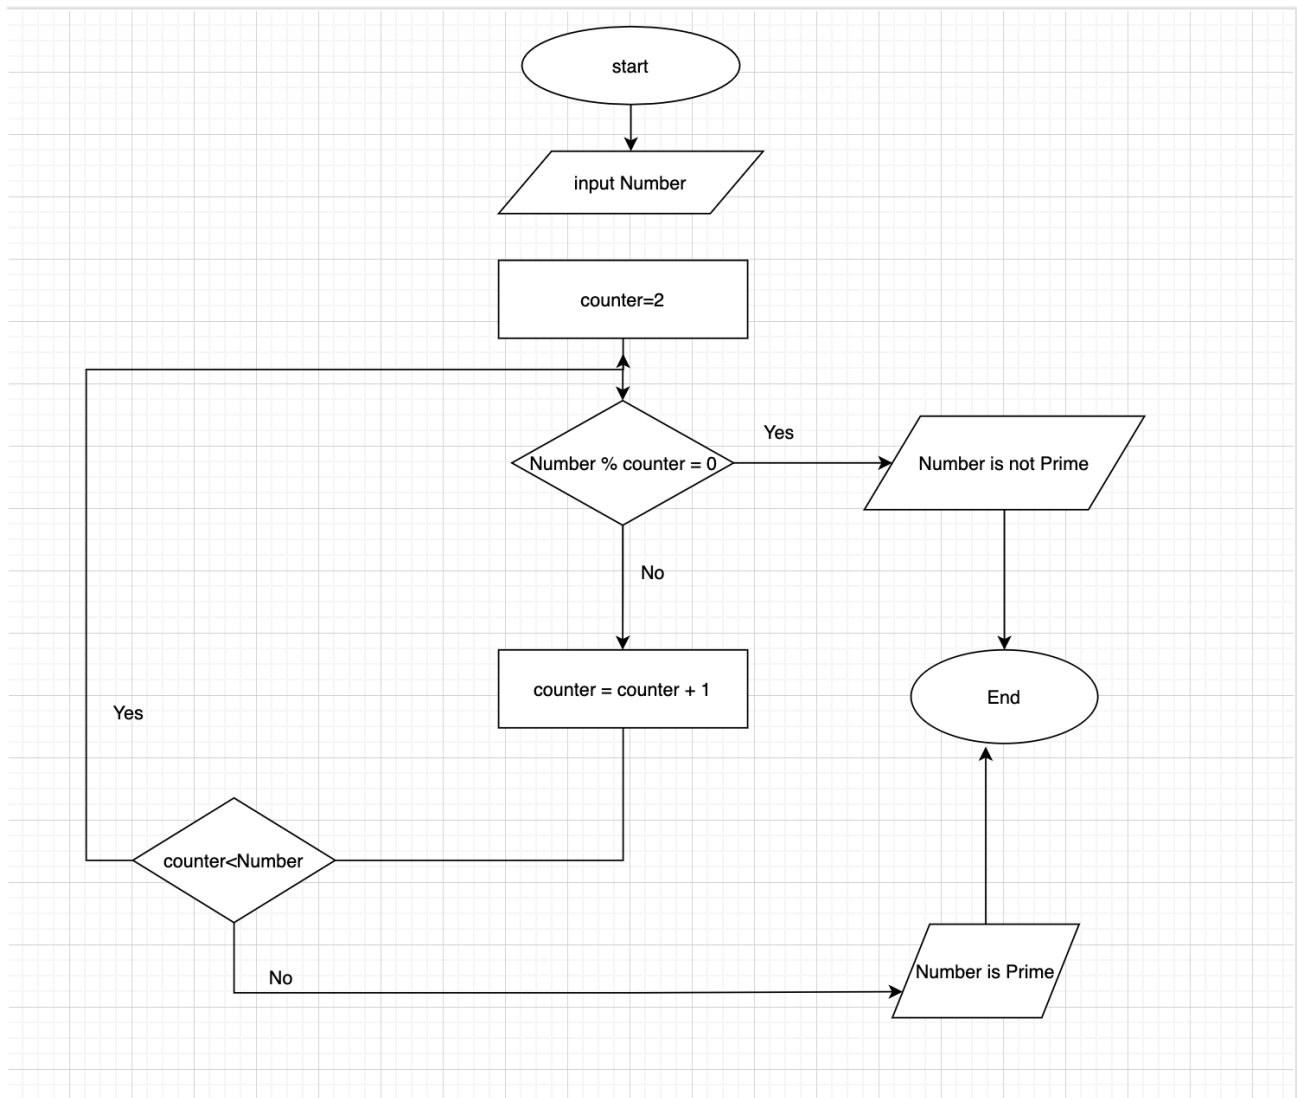 start
input Number
counter=2
Number % counter = 0
Yes
Number is not Prime
No
counter = counter + 1
End
Yes
counter<Number
No
Number is Prime